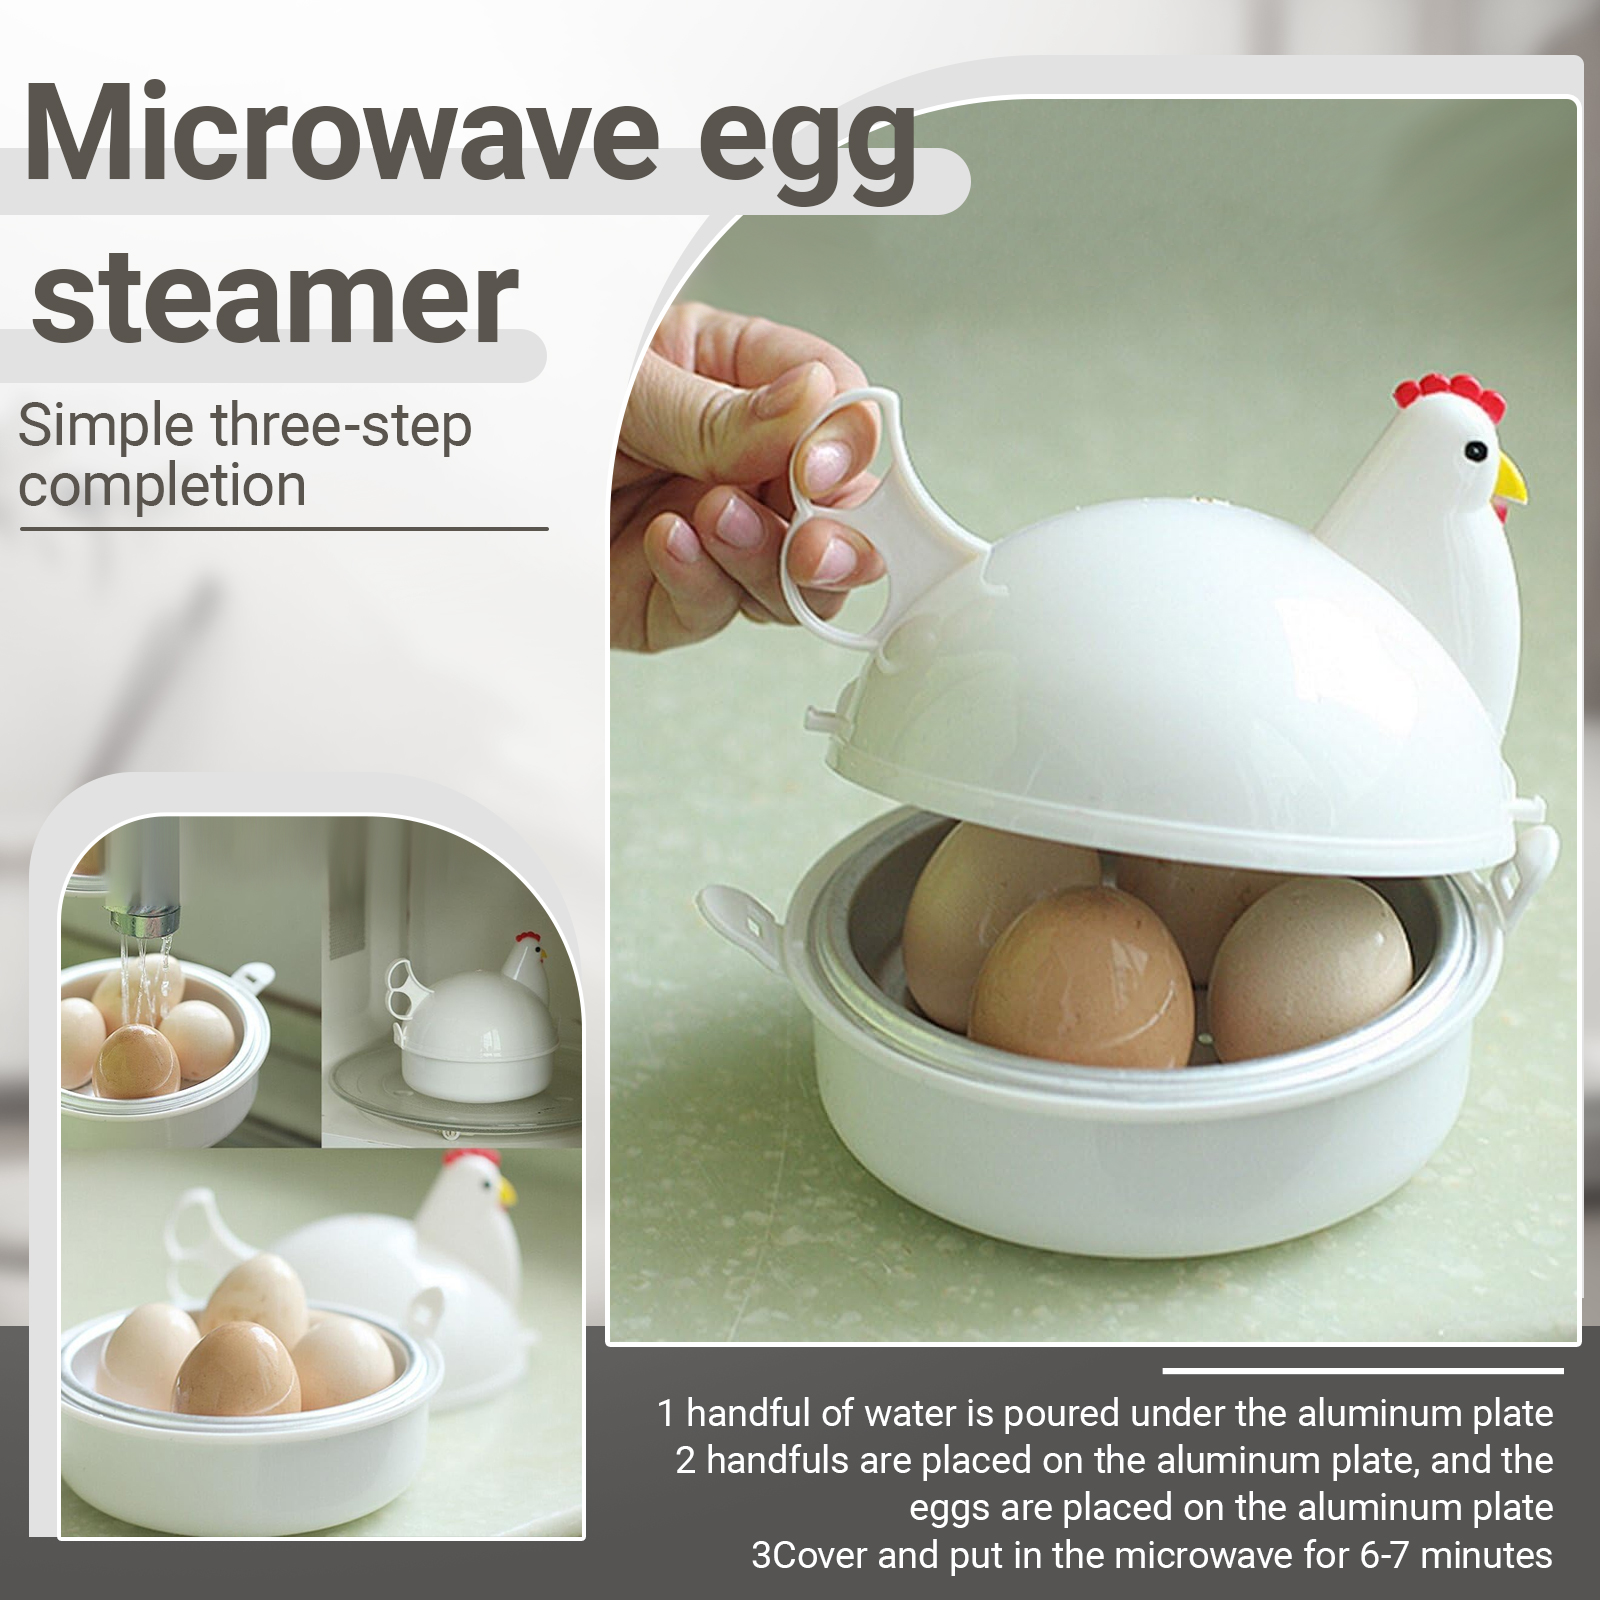 Microwave egg
steamer
Simple three-step
completion
1 handful of water is poured under the aluminum plate
2 handfuls are placed on the aluminum plate, and the
eggs are placed on the aluminum plate
3Cover and put in the microwave for 6-7 minutes